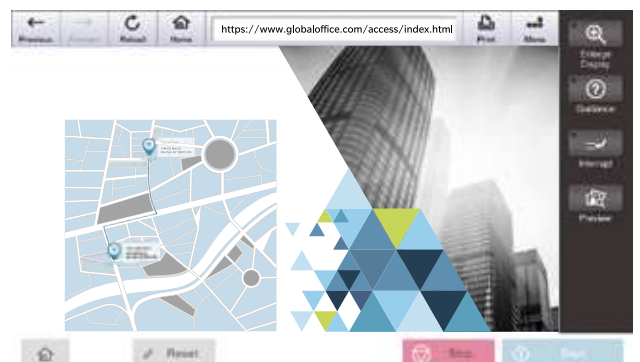 Previous
Reload
Home
https://www.globaloffice.com/access/index.html
Print
Menu
Enlarge
Display
Guidance
Interrupt
Preview
Reset
Stop
Start